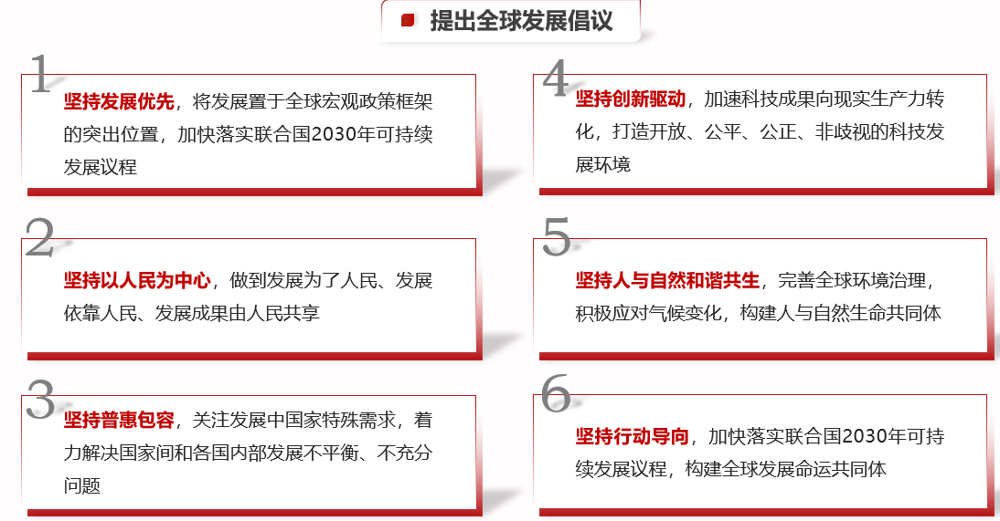 提出全球发展倡议
1
坚持发展优先，将发展置于全球宏观政策框架
的突出位置，加快落实联合国2030年可持续
发展议程
2
坚持以人民为中心，做到发展为了人民、发展
依靠人民、发展成果由人民共享
3
坚持普惠包容，关注发展中国家特殊需求，着
力解决国家间和各国内部发展不平衡、不充分
问题
4
坚持创新驱动，加速科技成果向现实生产力转
化，打造开放、公平、公正、非歧视的科技发
展环境
5
坚持人与自然和谐共生，完善全球环境治理，
积极应对气候变化，构建人与自然生命共同体
6
坚持行动导向，加快落实联合国2030年可持
续发展议程，构建全球发展命运共同体